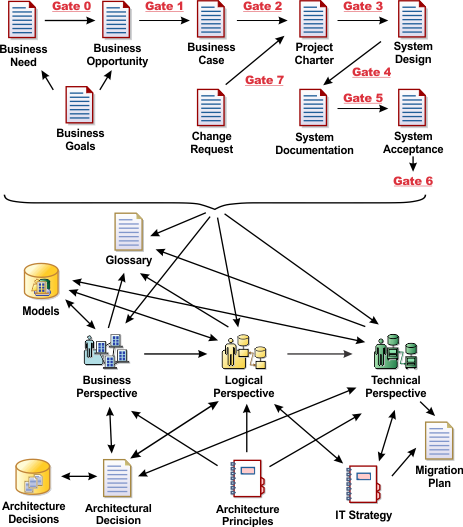 Gate 0
Gate 1
Gate 2
Gate 3
Business
Need
Business
Opportunity
Business
Case
Project
Charter
System
Design
Gate 7
Gate 4
Gate 5
Business
Goals
Change
Request
System
Documentation
System
Acceptance
Gate 6
Glossary
Models
Business
Perspective
Logical
Perspective
Technical
Perspective
Migration
Plan
Architecture
Decisions
Architectural
Decision
Architecture
Principles
IT Strategy